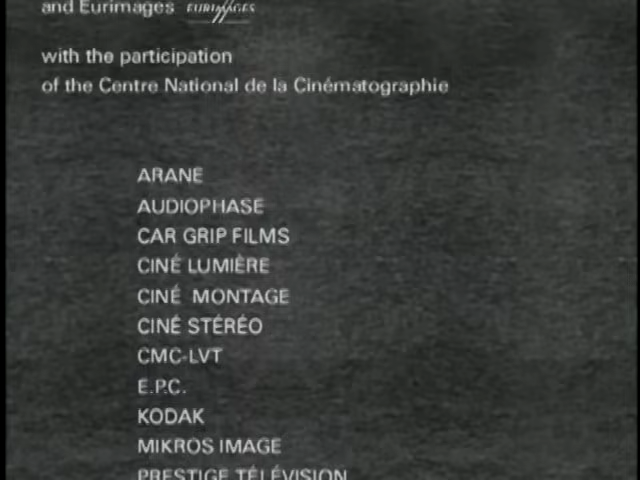 and Eurimages EURIMAGES
with the participation
of the Centre National de la Cinématographie
ARANE
AUDIOPHASE
CAR GRIP FILMS
CINÉ LUMIÈRE
CINÉ MONTAGE
CINÉ STÉRÉO
CMC-LVT
E.P.C.
KODAK
MIKROS IMAGE
PRESTIGE TÉLÉVISION